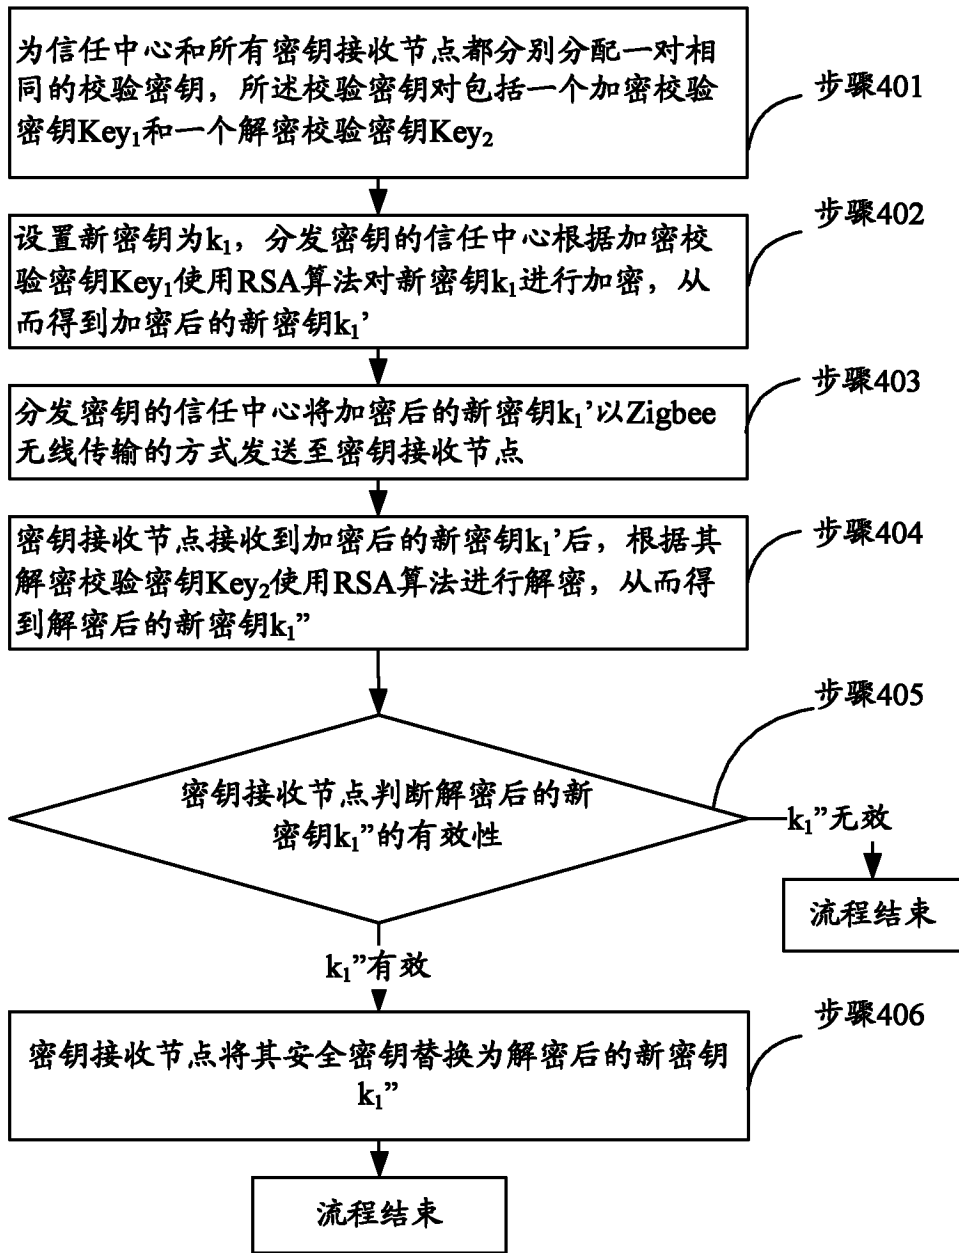 为信任中心和所有密钥接收节点都分别分配一对相
同的校验密钥，所述校验密钥对包括一个加密校验
密钥Key₁和一个解密校验密钥Key₂
步骤401
设置新密钥为k₁，分发密钥的信任中心根据加密校
验密钥Key₁使用RSA算法对新密钥k₁进行加密，从
而得到加密后的新密钥k₁’
步骤402
分发密钥的信任中心将加密后的新密钥k₁’以Zigbee
无线传输的方式发送至密钥接收节点
步骤403
密钥接收节点接收到加密后的新密钥k₁’后，根据其
解密校验密钥Key₂使用RSA算法进行解密，从而得
到解密后的新密钥k₁”
步骤404
密钥接收节点判断解密后的新
密钥k₁”的有效性
步骤405
k₁”无效
流程结束
k₁”有效
密钥接收节点将其安全密钥替换为解密后的新密钥
k₁”
步骤406
流程结束